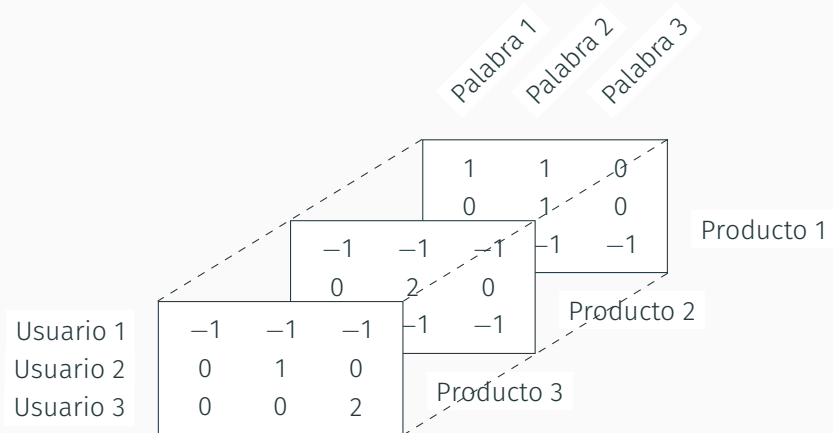 Palabra 1
Palabra 2
Palabra 3
1 1 0
0 1 0
−1 −1
Producto 1
−1 −1 −1
0 2 0
−1 −1
Producto 2
Usuario 1 −1 −1 −1
Usuario 2 0 1 0
Usuario 3 0 0 2
Producto 3